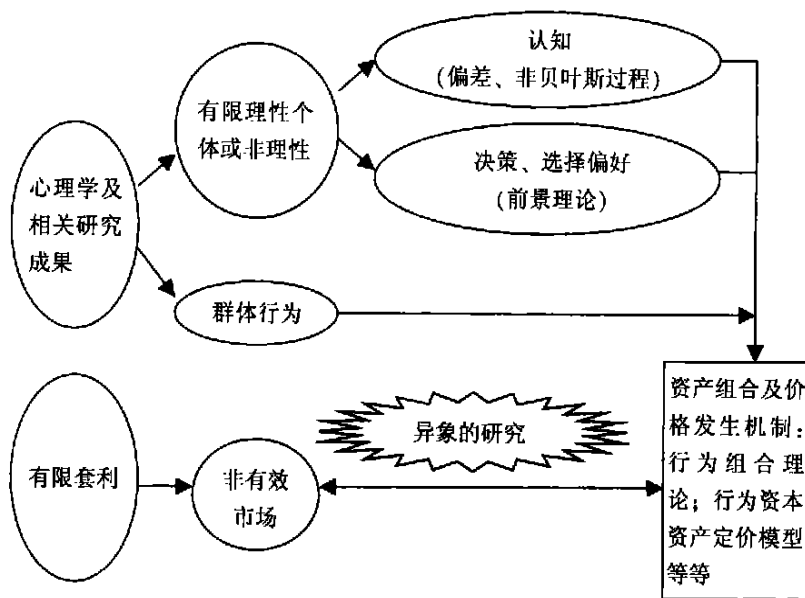 认知
(偏差、非贝叶斯过程)
有限理性个
体或非理性
决策、选择偏好
(前景理论)
心理学及
相关研究
成果
群体行为
异象的研究
有限套利
非有效
市场
资产组合及价
格发生机制：
行为组合理
论；行为资本
资产定价模型
等等